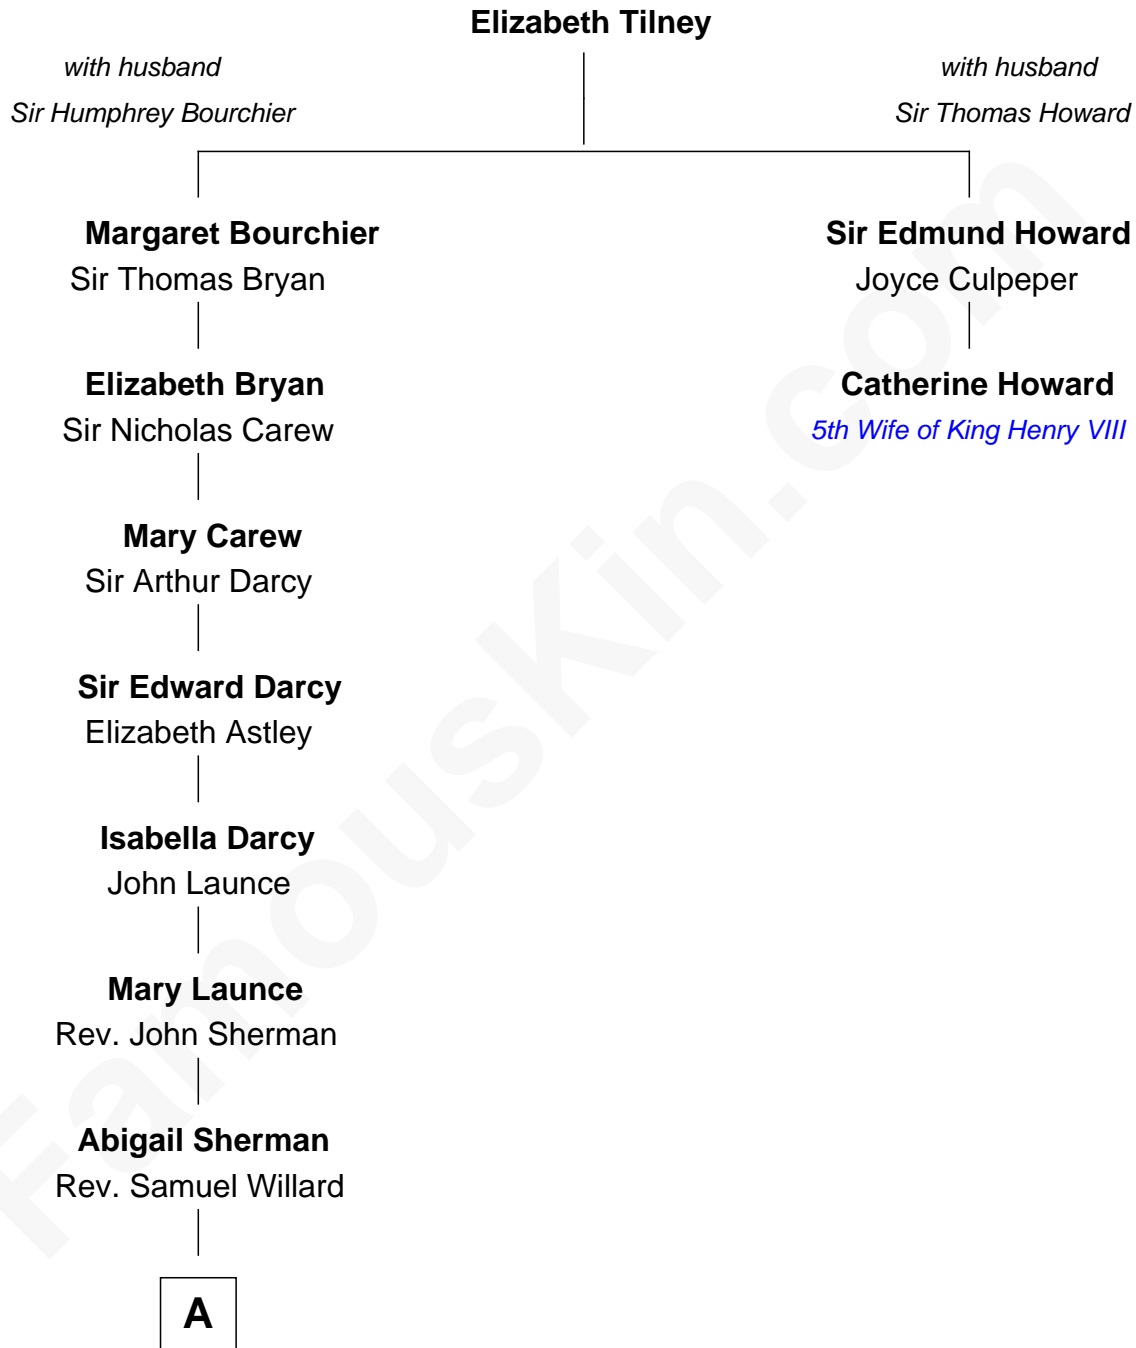 Elizabeth Tilney
with husband
Sir Humphrey Bourchier
with husband
Sir Thomas Howard
Margaret Bourchier
Sir Thomas Bryan
Sir Edmund Howard
Joyce Culpeper
Elizabeth Bryan
Sir Nicholas Carew
Catherine Howard
5th Wife of King Henry VIII
Mary Carew
Sir Arthur Darcy
Sir Edward Darcy
Elizabeth Astley
Isabella Darcy
John Launce
Mary Launce
Rev. John Sherman
Abigail Sherman
Rev. Samuel Willard
A
FamousKin.com